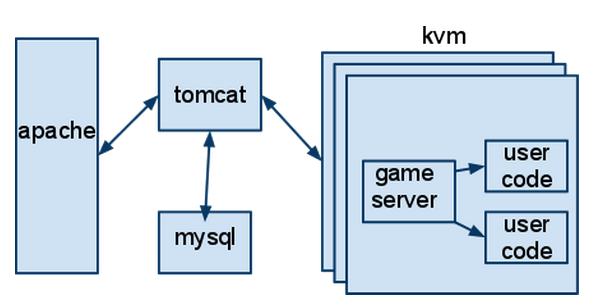 kvm
apache
tomcat
mysql
game
server
user
code
user
code